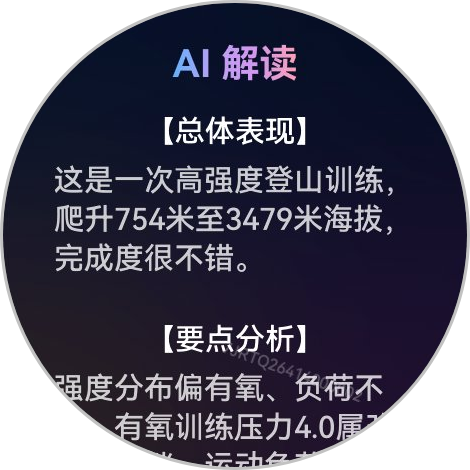 AI 解读
【总体表现】
这是一次高强度登山训练，
爬升754米至3479米海拔，
完成度很不错。
【要点分析】
强度分布偏有氧、负荷不
有氧训练压力4.0属